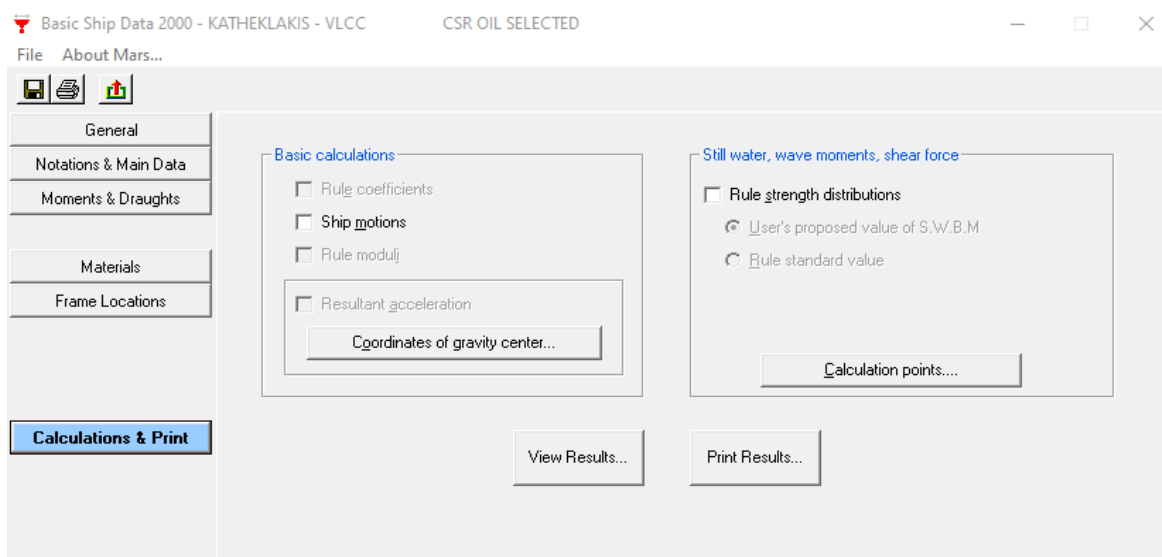 Basic Ship Data 2000 - KATHEKLAKIS - VLCC CSR OIL SELECTED
File About Mars...
General
Notations & Main Data
Moments & Draughts
Materials
Frame Locations
Calculations & Print
Basic calculations
Rule coefficients
Ship motions
Rule moduli
Resultant acceleration
Coordinates of gravity center...
Still water, wave moments, shear force
Rule strength distributions
User's proposed value of S.W.B.M
Rule standard value
Calculation points....
View Results...
Print Results...